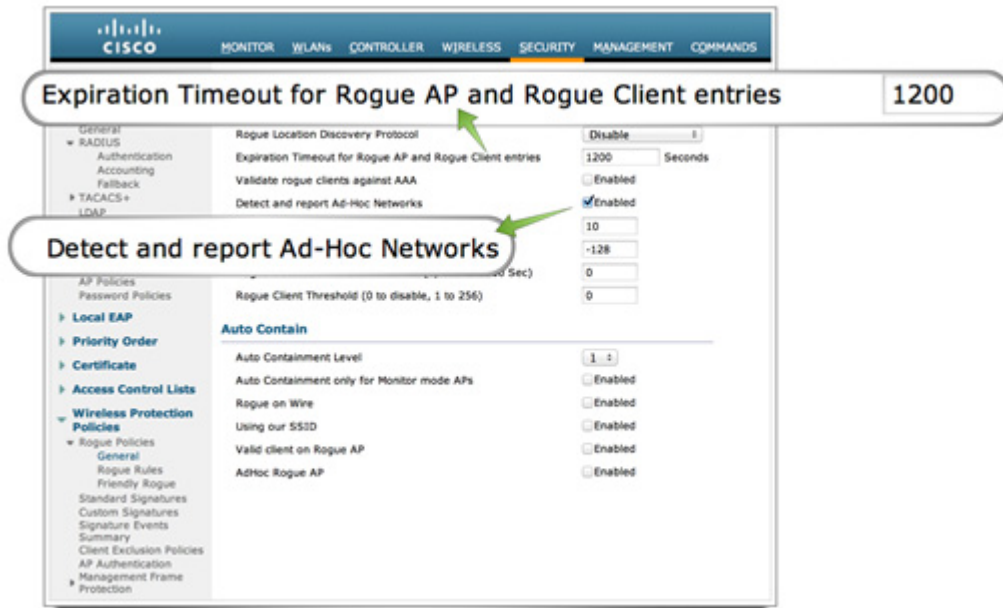 CISCO
MONITOR WLANs CONTROLLER WIRELESS SECURITY MANAGEMENT COMMANDS
Expiration Timeout for Rogue AP and Rogue Client entries 1200
General
RADIUS
Authentication
Accounting
Fallback
TACACS+
LDAP
Rogue Location Discovery Protocol Disable
Expiration Timeout for Rogue AP and Rogue Client entries 1200 Seconds
Validate rogue clients against AAA Enabled
Detect and report Ad-Hoc Networks Enabled
10
Detect and report Ad-Hoc Networks
-128
Sec) 0
Rogue Client Threshold (0 to disable, 1 to 256) 0
AP Policies
Password Policies
Local EAP
Priority Order
Certificate
Access Control Lists
Wireless Protection
Policies
Rogue Policies
General
Rogue Rules
Friendly Rogue
Standard Signatures
Custom Signatures
Signature Events
Summary
Client Exclusion Policies
AP Authentication
Management Frame
Protection
Auto Contain
Auto Containment Level 1
Auto Containment only for Monitor mode APs Enabled
Rogue on Wire Enabled
Using our SSID Enabled
Valid client on Rogue AP Enabled
AdHoc Rogue AP Enabled